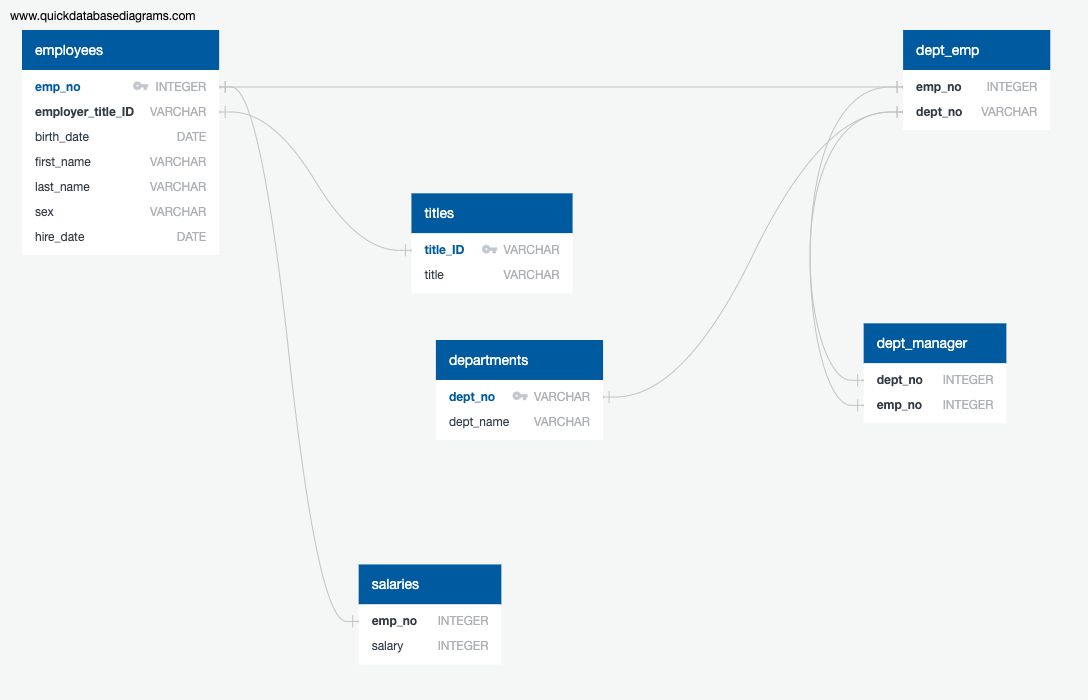 www.quickdatabasediagrams.com
employees
emp_no INTEGER
employer_title_ID VARCHAR
birth_date DATE
first_name VARCHAR
last_name VARCHAR
sex VARCHAR
hire_date DATE
dept_emp
emp_no INTEGER
dept_no VARCHAR
titles
title_ID VARCHAR
title VARCHAR
departments
dept_no VARCHAR
dept_name VARCHAR
dept_manager
dept_no INTEGER
emp_no INTEGER
salaries
emp_no INTEGER
salary INTEGER